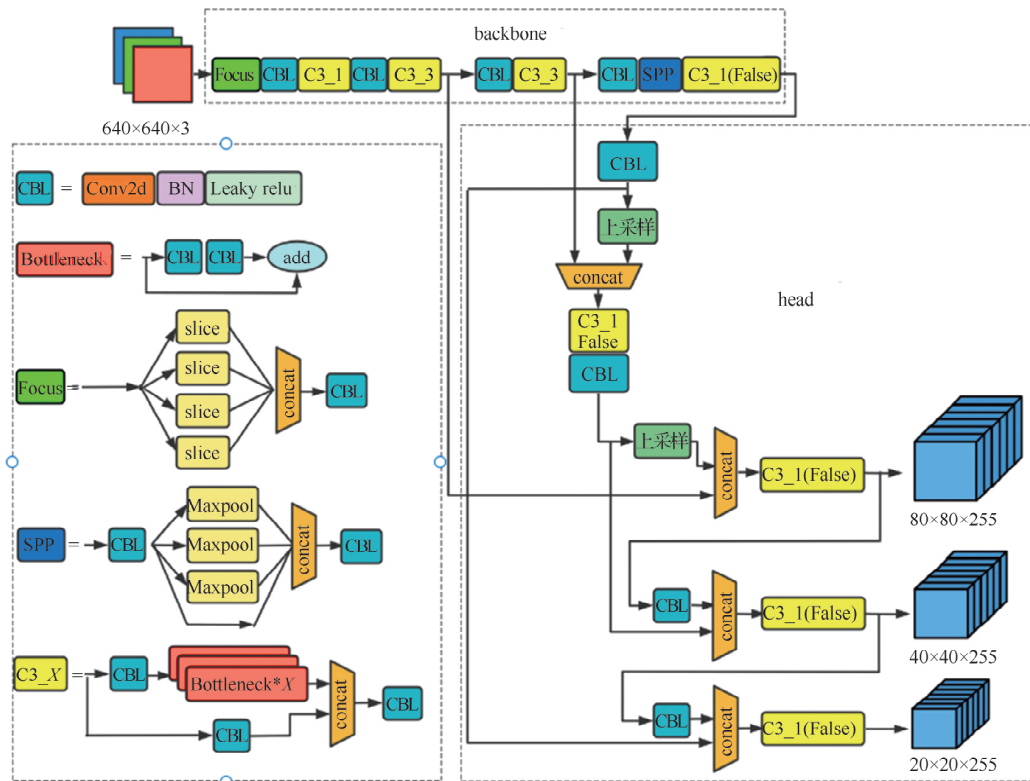 backbone
Focus CBL C3_1 CBL C3_3 CBL C3_3 CBL SPP C3_1(False)
640×640×3
CBL = Conv2d BN Leaky relu
Bottleneck = CBL CBL add
Focus= slice slice slice slice concat CBL
SPP = CBL Maxpool Maxpool Maxpool concat CBL
C3_X = CBL Bottleneck*X CBL concat CBL
head
CBL
上采样
concat
C3_1
False
CBL
上采样 concat C3_1(False)
80×80×255
CBL concat C3_1(False)
40×40×255
CBL concat C3_1(False)
20×20×255